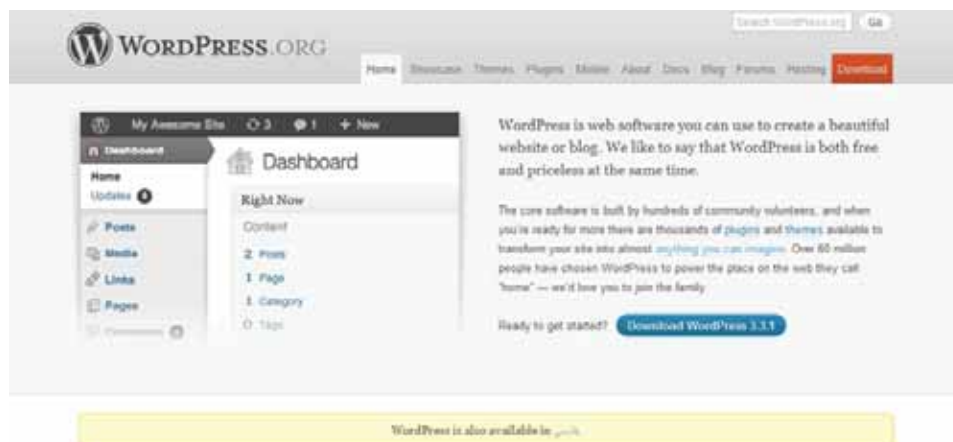 WORDPRESS.ORG
Search WordPress.org Go
Home Showcase Themes Plugins Mobile About Docs Blog Forums Hosting Download
My Awesome Site 3 1 + New
Dashboard
Home
Updates
Posts
Media
Links
Pages
Dashboard
Right Now
Content
2 Posts
1 Page
1 Category
0 Tags
WordPress is web software you can use to create a beautiful
website or blog. We like to say that WordPress is both free
and priceless at the same time.
The core software is built by hundreds of community volunteers, and when
you're ready for more there are thousands of plugins and themes available to
transform your site into almost anything you can imagine. Over 60 million
people have chosen WordPress to power the place on the web they call
"home" — we'd love you to join the family.
Ready to get started? Download WordPress 3.3.1
WordPress is also available in